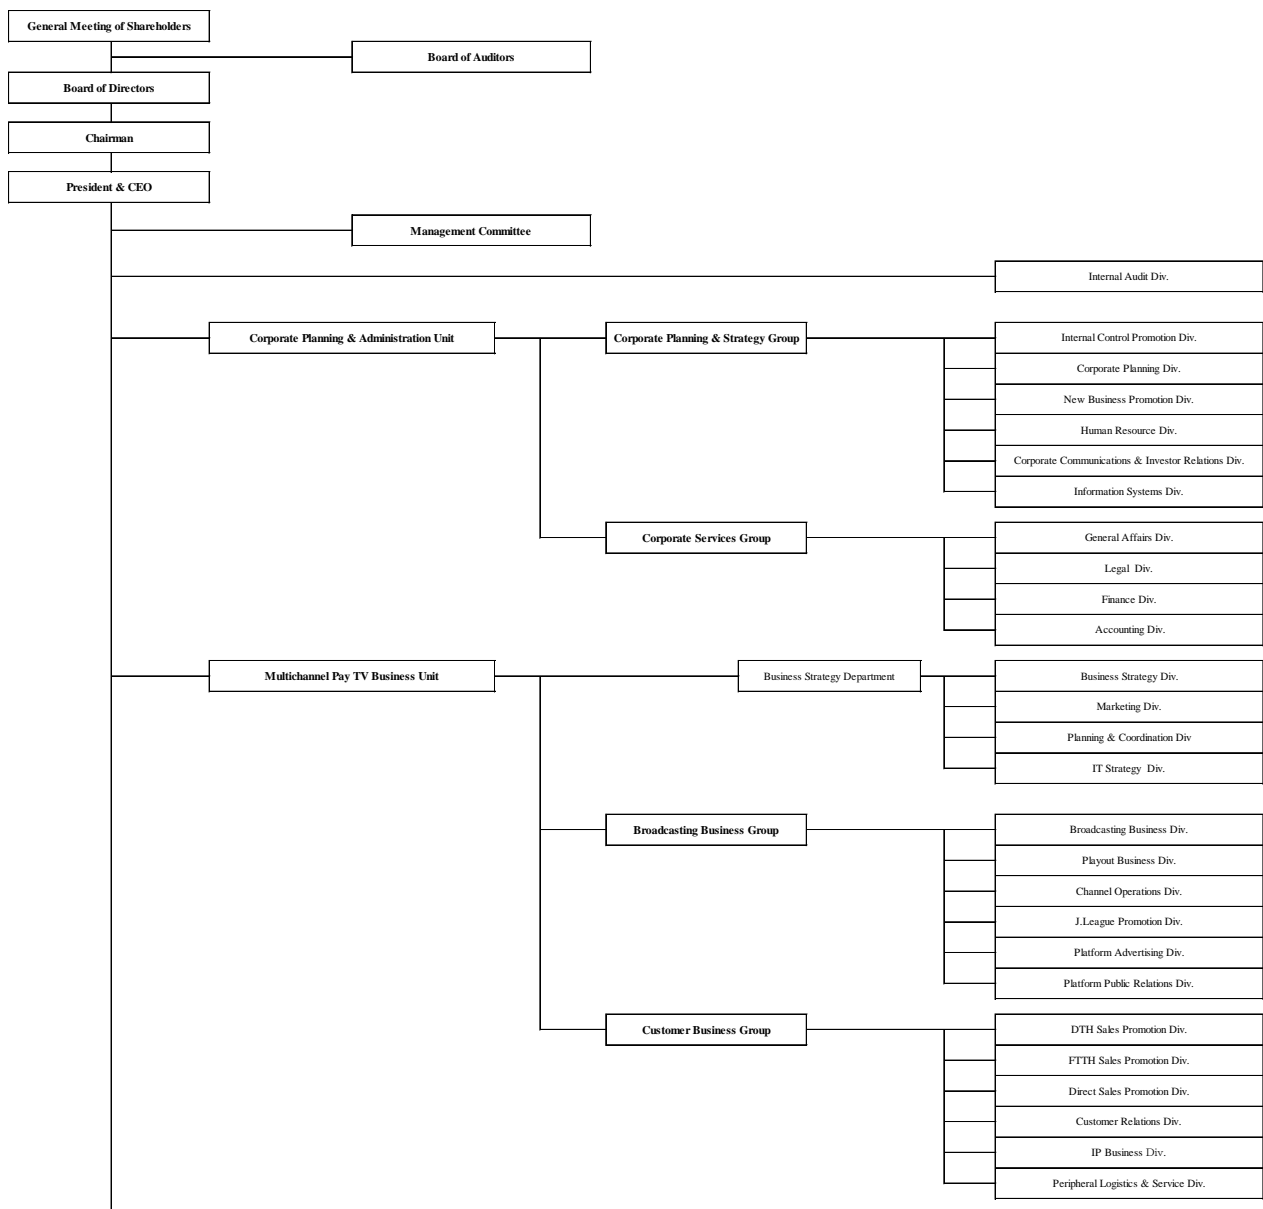 General Meeting of Shareholders
Board of Auditors
Board of Directors
Chairman
President & CEO
Management Committee
Internal Audit Div.
Corporate Planning & Administration Unit
Corporate Planning & Strategy Group
Internal Control Promotion Div.
Corporate Planning Div.
New Business Promotion Div.
Human Resource Div.
Corporate Communications & Investor Relations Div.
Information Systems Div.
Corporate Services Group
General Affairs Div.
Legal Div.
Finance Div.
Accounting Div.
Multichannel Pay TV Business Unit
Business Strategy Department
Business Strategy Div.
Marketing Div.
Planning & Coordination Div
IT Strategy Div.
Broadcasting Business Group
Broadcasting Business Div.
Playout Business Div.
Channel Operations Div.
J.League Promotion Div.
Platform Advertising Div.
Platform Public Relations Div.
Customer Business Group
DTH Sales Promotion Div.
FTTH Sales Promotion Div.
Direct Sales Promotion Div.
Customer Relations Div.
IP Business Div.
Peripheral Logistics & Service Div.